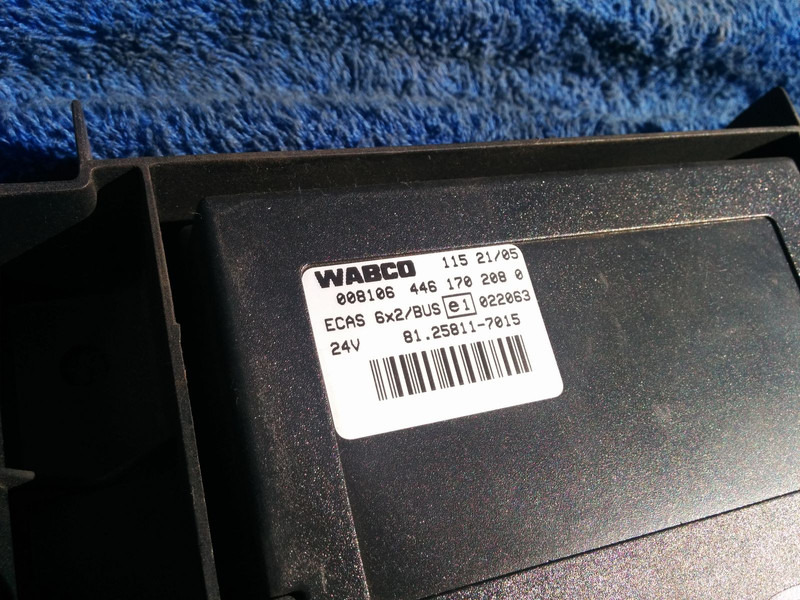 WABCO 115 21/05
008106 446 170 208 0
ECAS 6x2/BUS e1 022063
24V 81.25811-7015